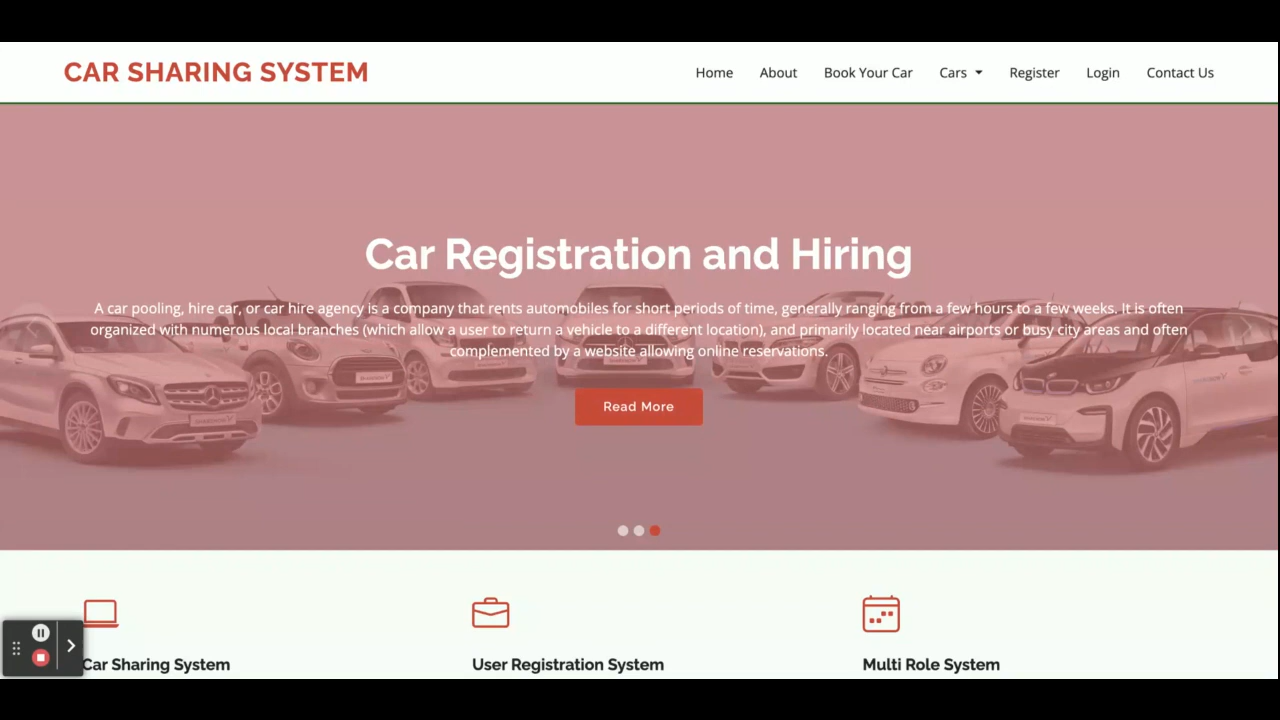 CAR SHARING SYSTEM
Home About Book Your Car Cars Register Login Contact Us
Car Registration and Hiring
A car pooling, hire car, or car hire agency is a company that rents automobiles for short periods of time, generally ranging from a few hours to a few weeks. It is often
organized with numerous local branches (which allow a user to return a vehicle to a different location), and primarily located near airports or busy city areas and often
complemented by a website allowing online reservations.
Read More
Car Sharing System User Registration System Multi Role System